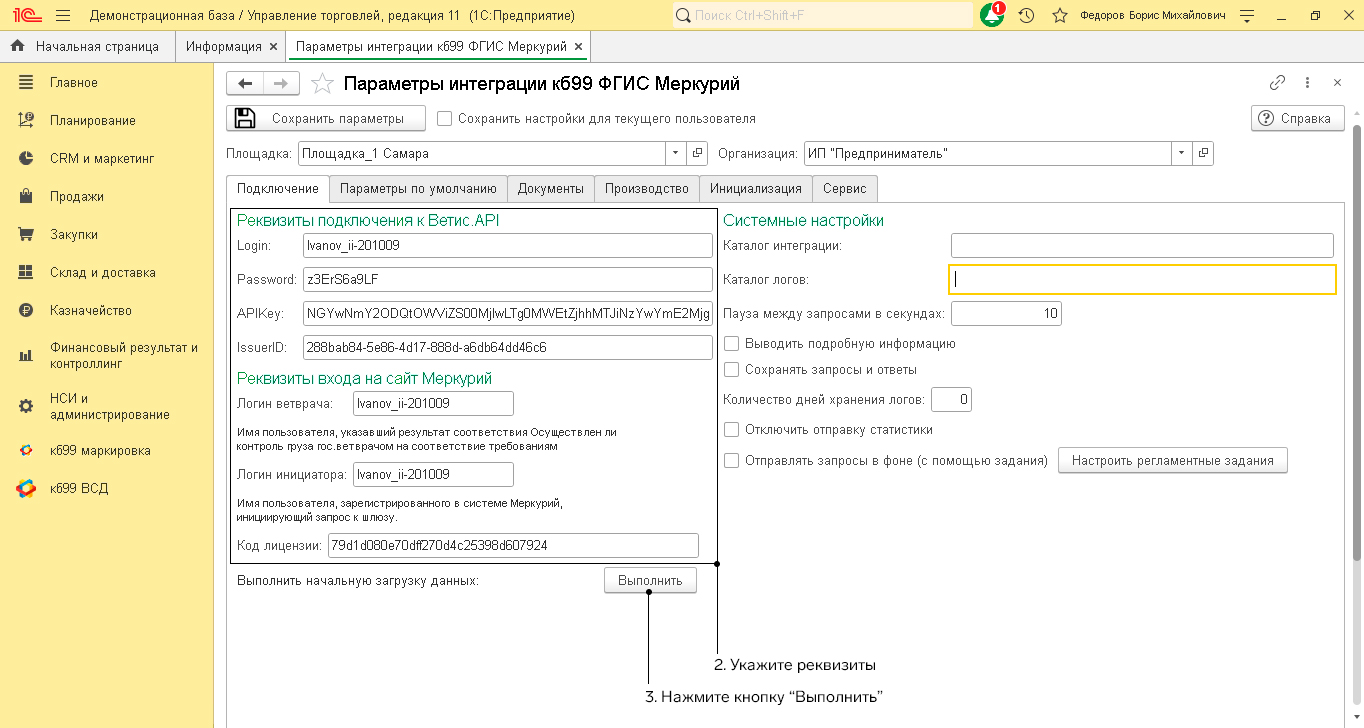 1С Демонстрационная база / Управление торговлей, редакция 11 (1С:Предприятие) Поиск Ctrl+Shift+F 1 Федоров Борис Михайлович
Начальная страница Информация × Параметры интеграции кб99 ФГИС Меркурий ×
Главное
Планирование
CRM и маркетинг
Продажи
Закупки
Склад и доставка
Казначейство
Финансовый результат и
контроллинг
НСИ и
администрирование
кб99 маркировка
кб99 ВСД
Параметры интеграции кб99 ФГИС Меркурий
Сохранить параметры Сохранить настройки для текущего пользователя ? Справка
Площадка: Площадка_1 Самара Организация: ИП "Предприниматель"
Подключение Параметры по умолчанию Документы Производство Инициализация Сервис
Реквизиты подключения к Ветис.API
Login: Ivanov_ii-201009
Password: z3ErS6a9LF
APIKey: NGYwNmY2ODQtOWViZS00MjIwLTg0MWEtZjhhMTJiNzYwYmE2Mjg
IssuerID: 288bab84-5e86-4d17-888d-a6db64dd46c6
Реквизиты входа на сайт Меркурий
Логин ветврача: Ivanov_ii-201009
Имя пользователя, указавший результат соответствия Осуществлен ли
контроль груза гос.ветврачом на соответствие требованиям
Логин инициатора: Ivanov_ii-201009
Имя пользователя, зарегистрированного в системе Меркурий,
инициирующий запрос к шлюзу.
Код лицензии: 79d1d080e70dff270d4c25398d607924
Выполнить начальную загрузку данных: Выполнить
Системные настройки
Каталог интеграции:
Каталог логов:
Пауза между запросами в секундах: 10
Выводить подробную информацию
Сохранять запросы и ответы
Количество дней хранения логов: 0
Отключить отправку статистики
Отправлять запросы в фоне (с помощью задания) Настроить регламентные задания
2. Укажите реквизиты
3. Нажмите кнопку “Выполнить”